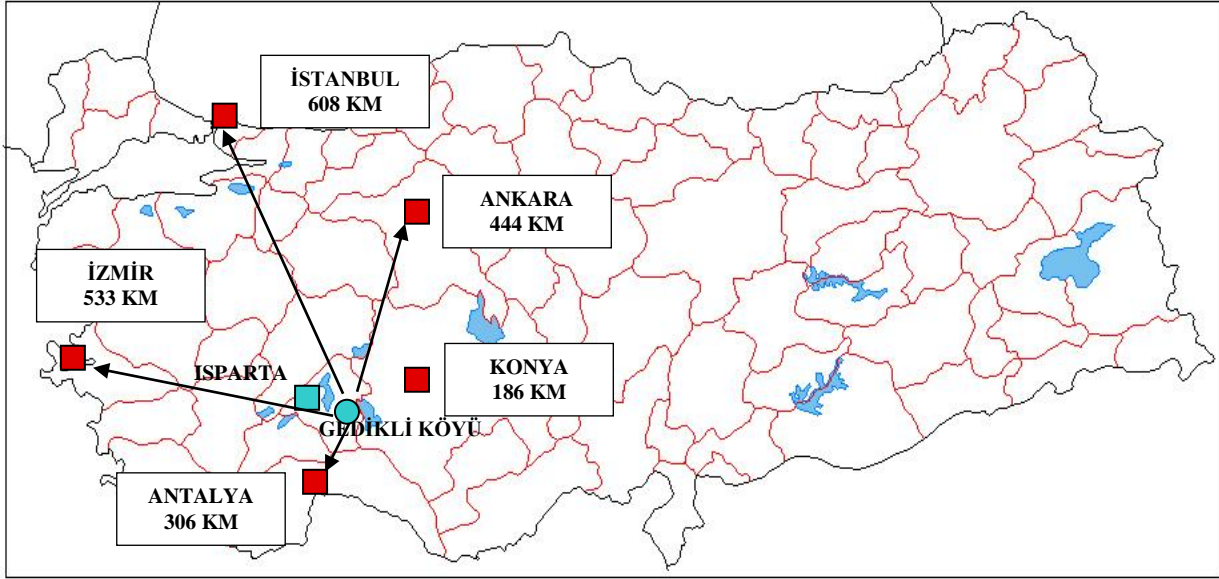 İSTANBUL
608 KM
ANKARA
444 KM
İZMİR
533 KM
ISPARTA
KONYA
186 KM
GEDİKLİ KÖYÜ
ANTALYA
306 KM